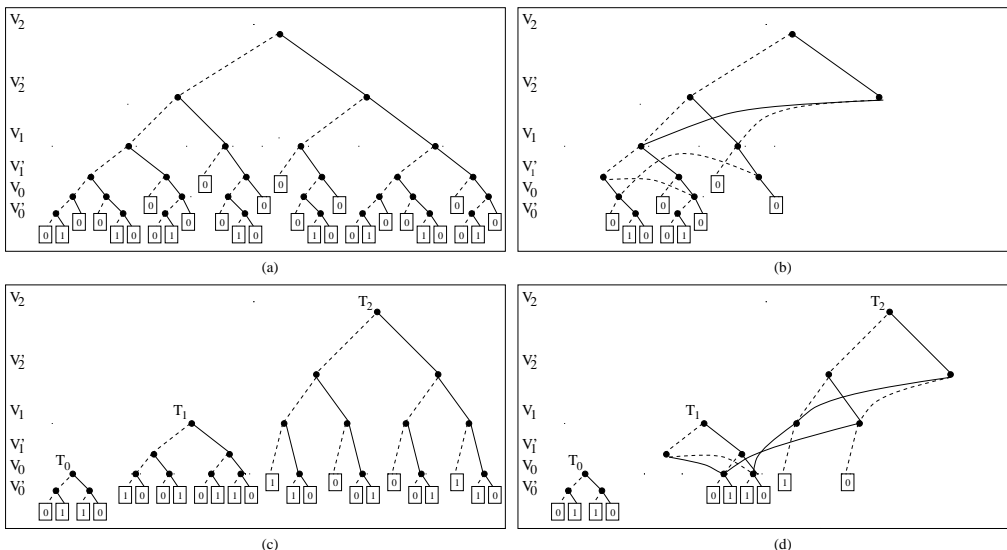 V₂
V₂'
V₁
V₁'
0 0
V₀
0 0 0 0
V₀'
0 0 0 0 0 0 0 0
0 1 1 0 0 1 1 0 1 0 0 1 1 0 0 1
(a)
V₂
V₂'
V₁
V₁'
0
V₀
0
V₀'
0 0
1 0 0 1
(b)
V₂
T₂
V₂'
V₁
T₁
V₁'
V₀
T₀
V₀'
1 0 0 1
1 0 0 1 0 1 1 0 0 0 0 0
0 1 1 0
(c)
V₂
T₂
V₂'
V₁
T₁
V₁'
V₀
T₀
V₀'
1 0
0 1 1 0
0 1 1 0
(d)